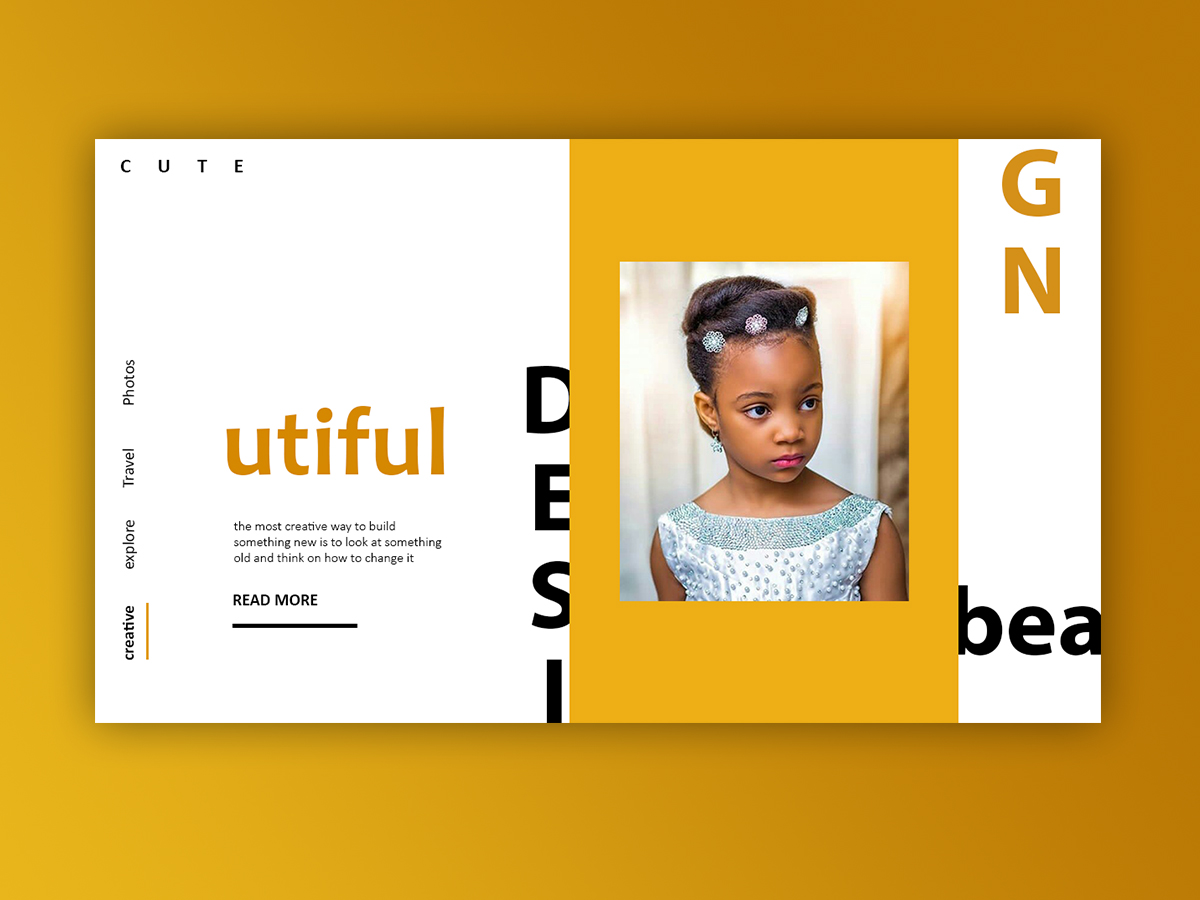 CUTE
Photos
Travel
explore
creative
utiful
the most creative way to build
something new is to look at something
old and think on how to change it
READ MORE
D
E
S
I
G
N
bea